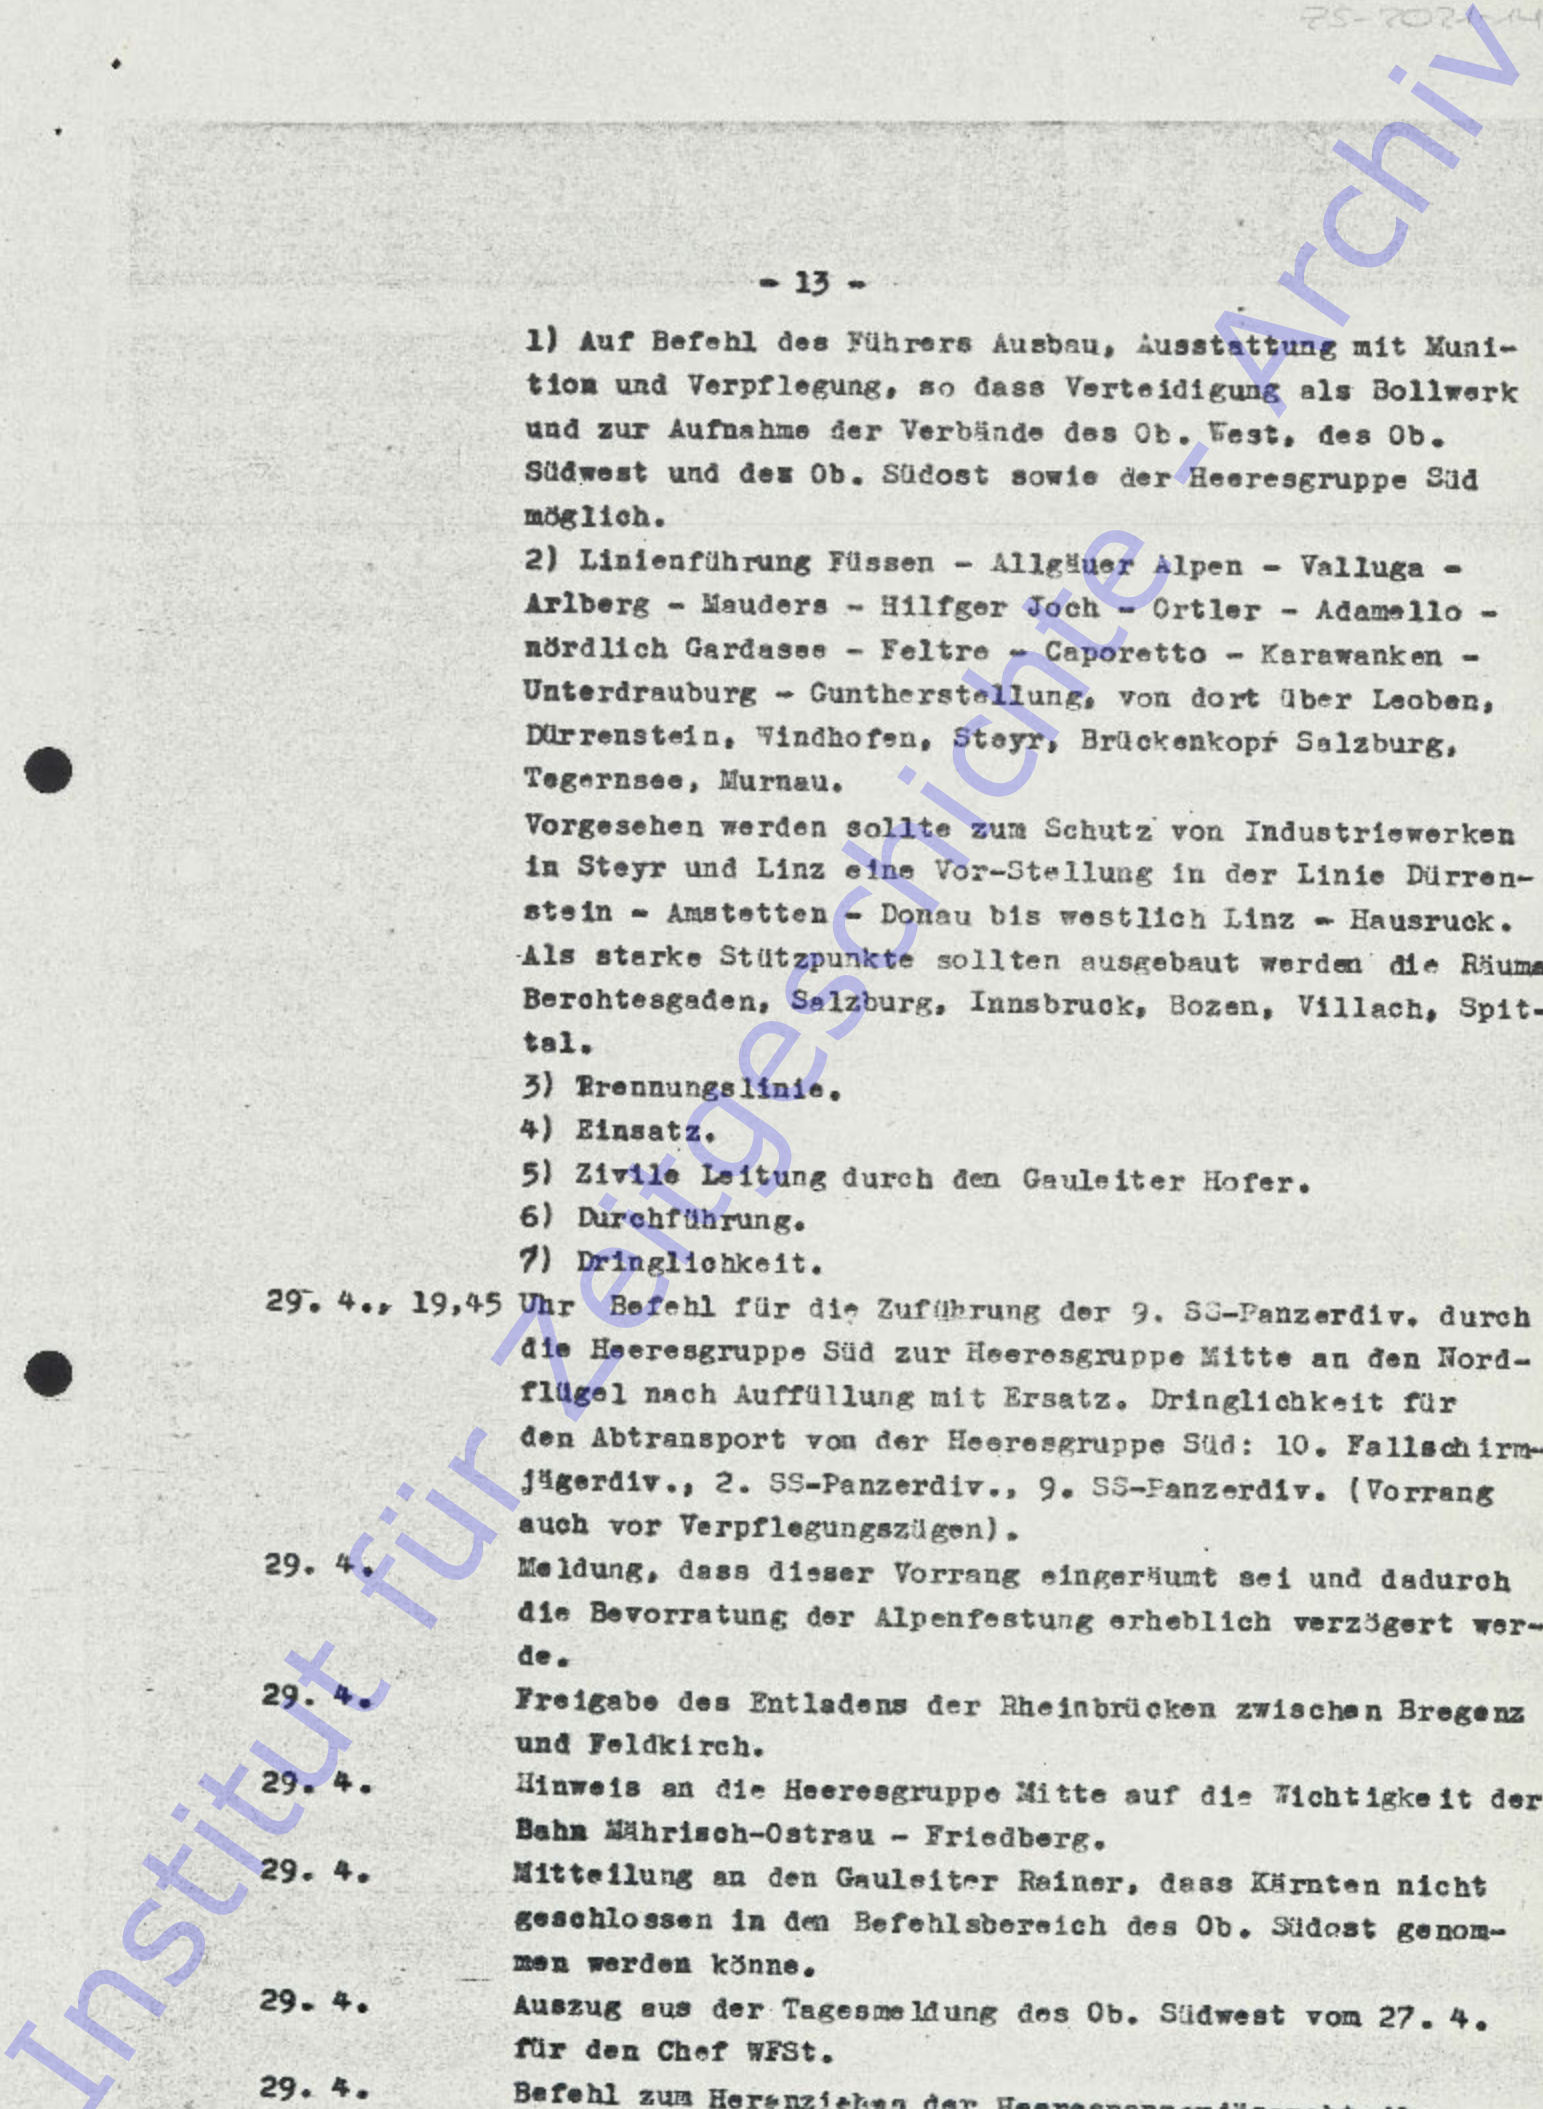 - 13 -
1) Auf Befehl des Führers Ausbau, Ausstattung mit Muni-
tion und Verpflegung, so dass Verteidigung als Bollwerk
und zur Aufnahme der Verbände des Ob. West, des Ob.
Südwest und des Ob. Südost sowie der Heeresgruppe Süd
möglich.
2) Linienführung Füssen - Allgäuer Alpen - Valluga -
Arlberg - Nauders - Hilfger Joch - Ortler - Adamello -
nördlich Gardasee - Feltre - Caporetto - Karawanken -
Unterdrauburg - Guntherstellung, von dort über Leoben,
Dürrenstein, Windhofen, Steyr, Brückenkopf Salzburg,
Tegernsee, Murnau.
Vorgesehen werden sollte zum Schutz von Industriewerken
in Steyr und Linz eine Vor-Stellung in der Linie Dürren-
stein - Amstetten - Donau bis westlich Linz - Hausruck.
Als starke Stützpunkte sollten ausgebaut werden die Räume
Berchtesgaden, Salzburg, Innsbruck, Bozen, Villach, Spit-
tal.
3) Trennungslinie.
4) Einsatz.
5) Zivile Leitung durch den Gauleiter Hofer.
6) Durchführung.
7) Dringlichkeit.
29. 4., 19,45 Uhr Befehl für die Zuführung der 9. SS-Panzerdiv. durch
die Heeresgruppe Süd zur Heeresgruppe Mitte an den Nord-
flügel nach Auffüllung mit Ersatz. Dringlichkeit für
den Abtransport von der Heeresgruppe Süd: 10. Fallschirm-
jägerdiv., 2. SS-Panzerdiv., 9. SS-Panzerdiv. (Vorrang
auch vor Verpflegungszügen).
29. 4. Meldung, dass dieser Vorrang eingeräumt sei und dadurch
die Bevorratung der Alpenfestung erheblich verzögert wer-
de.
29. 4. Freigabe des Entladens der Rheinbrücken zwischen Bregenz
und Feldkirch.
29. 4. Hinweis an die Heeresgruppe Mitte auf die Wichtigkeit der
Bahn Mährisch-Ostrau - Friedberg.
29. 4. Mitteilung an den Gauleiter Rainer, dass Kärnten nicht
geschlossen in den Befehlsbereich des Ob. Südost genom-
men werden könne.
29. 4. Auszug aus der Tagesmeldung des Ob. Südwest vom 27. 4.
für den Chef WFSt.
29. 4. Befehl zum Heranziehen der
Institut für Zeitgeschichte - Archiv